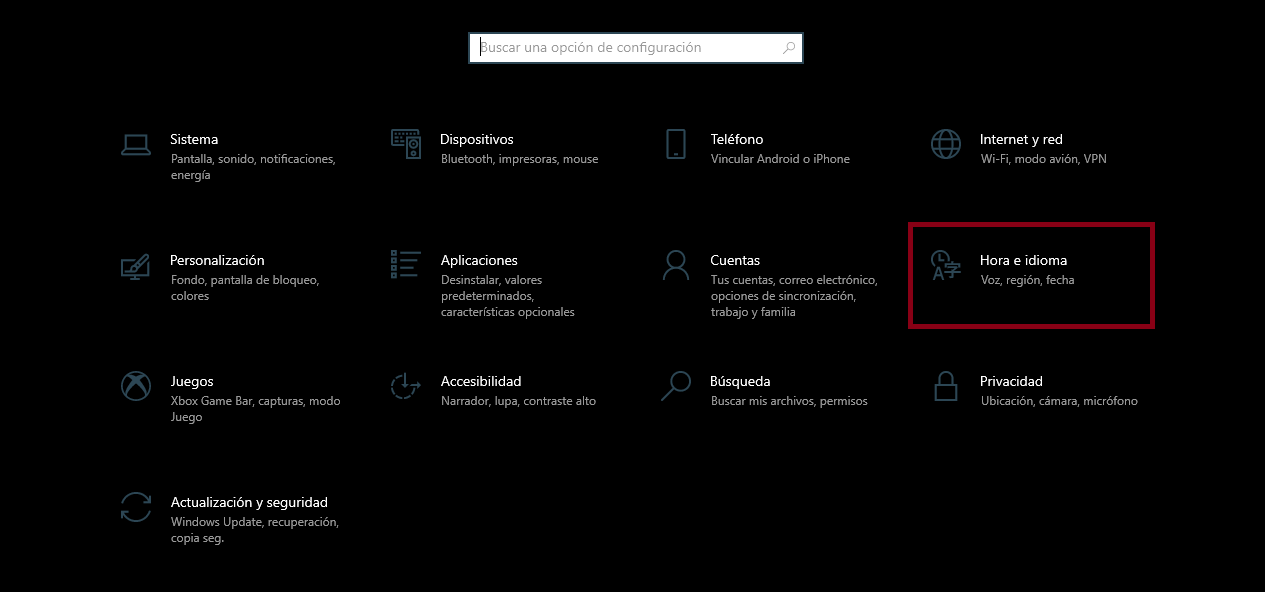 Buscar una opción de configuración
Sistema
Pantalla, sonido, notificaciones,
energía
Dispositivos
Bluetooth, impresoras, mouse
Teléfono
Vincular Android o iPhone
Internet y red
Wi-Fi, modo avión, VPN
Personalización
Fondo, pantalla de bloqueo,
colores
Aplicaciones
Desinstalar, valores
predeterminados,
características opcionales
Cuentas
Tus cuentas, correo electrónico,
opciones de sincronización,
trabajo y familia
Hora e idioma
Voz, región, fecha
Juegos
Xbox Game Bar, capturas, modo
Juego
Accesibilidad
Narrador, lupa, contraste alto
Búsqueda
Buscar mis archivos, permisos
Privacidad
Ubicación, cámara, micrófono
Actualización y seguridad
Windows Update, recuperación,
copia seg.